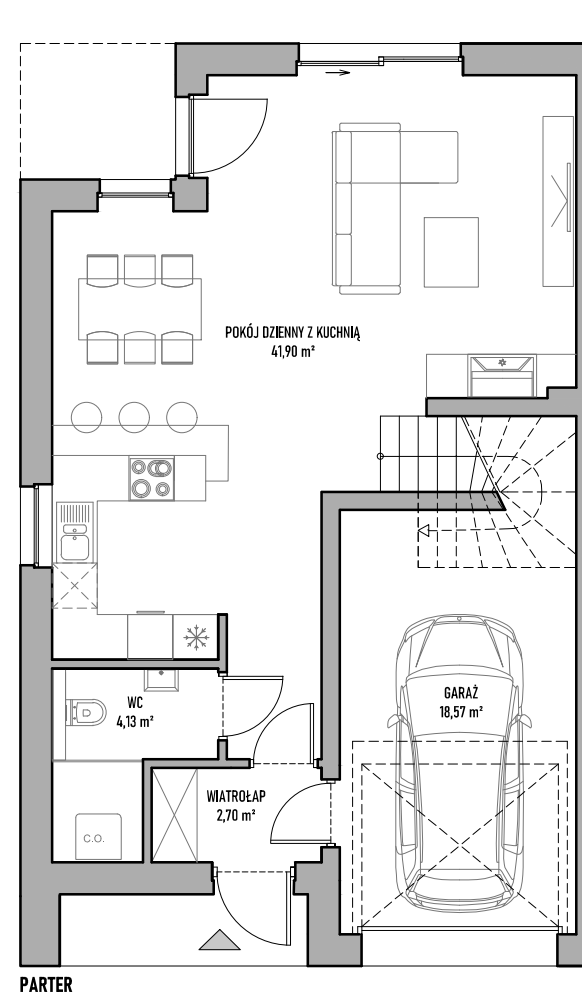 POKÓJ DZIENNY Z KUCHNIĄ
41,90 m²
WC
4,13 m²
GARAŻ
18,57 m²
WIATROŁAP
2,70 m²
C.O.
PARTER